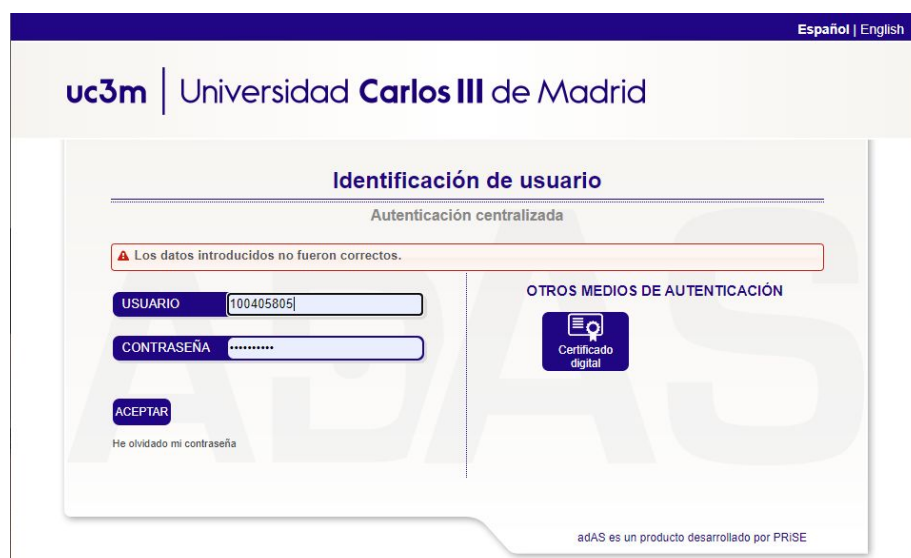 Español | English
uc3m | Universidad Carlos III de Madrid
Identificación de usuario
Autenticación centralizada
Los datos introducidos no fueron correctos.
USUARIO 100405805
CONTRASEÑA ••••••••••
ACEPTAR
He olvidado mi contraseña
OTROS MEDIOS DE AUTENTICACIÓN
Certificado
digital
ADAS
adAS es un producto desarrollado por PRiSE